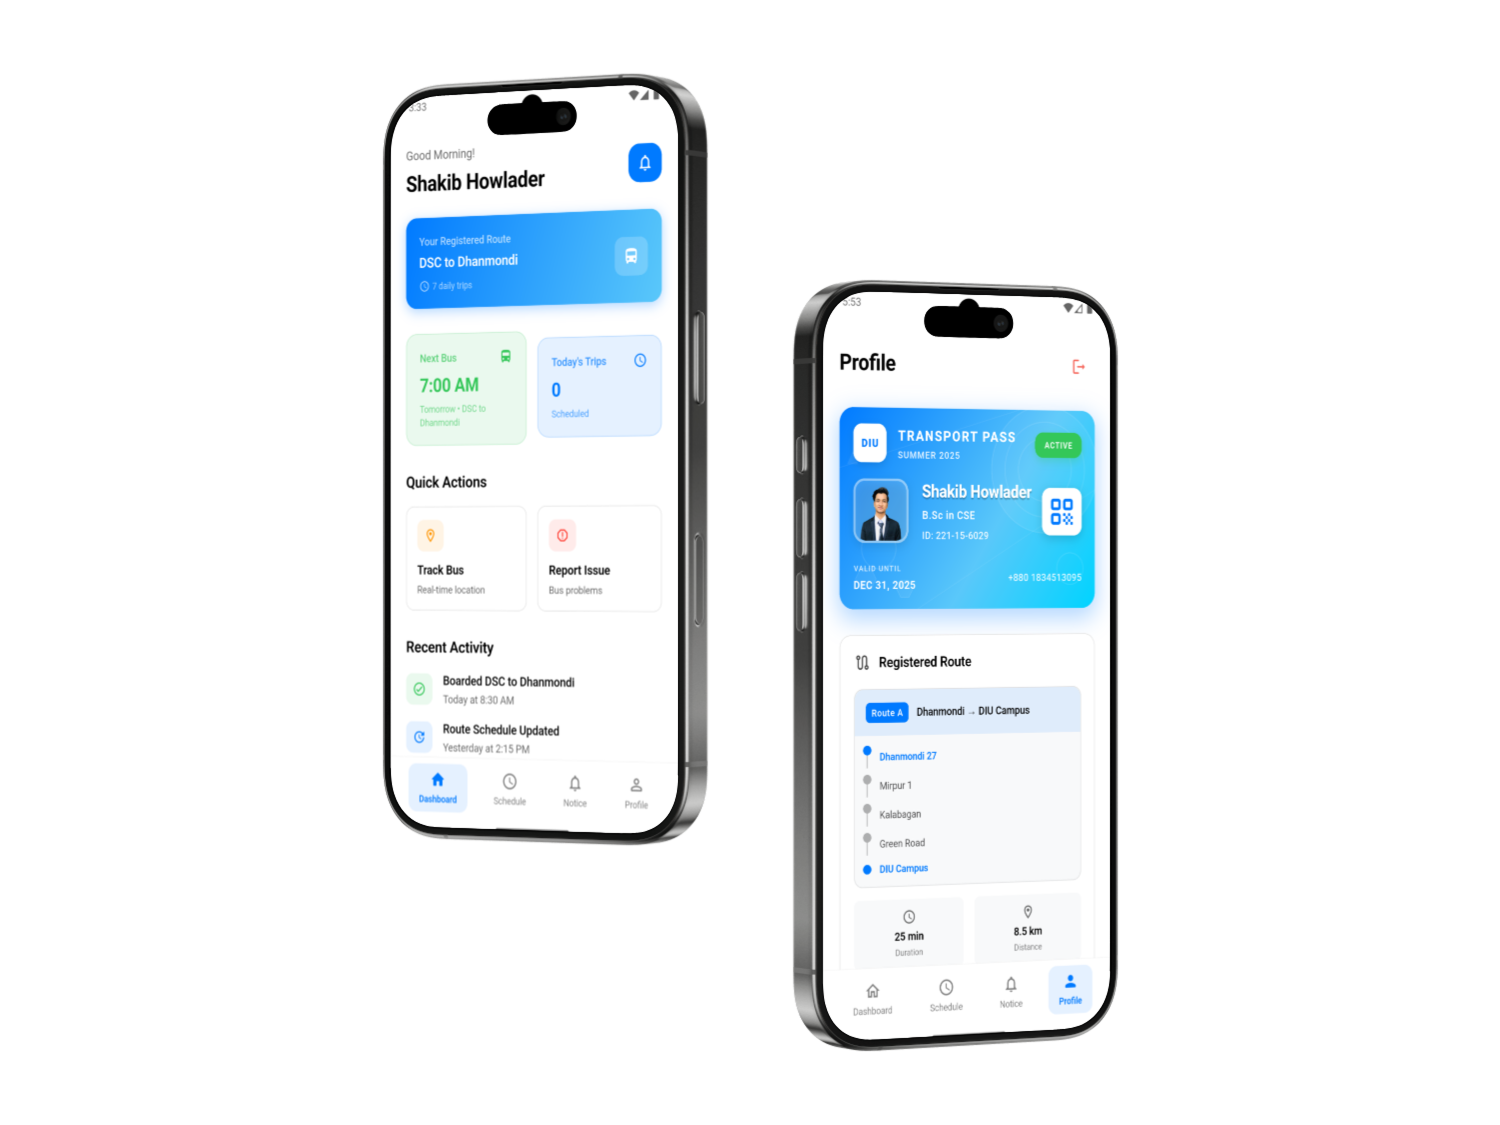 3:33
Good Morning!
Shakib Howlader
Your Registered Route
DSC to Dhanmondi
7 daily trips
Next Bus
7:00 AM
Tomorrow • DSC to
Dhanmondi
Today's Trips
0
Scheduled
Quick Actions
Track Bus
Real-time location
Report Issue
Bus problems
Recent Activity
Boarded DSC to Dhanmondi
Today at 8:30 AM
Route Schedule Updated
Yesterday at 2:15 PM
Dashboard
Schedule
Notice
Profile
5:53
Profile
DIU
TRANSPORT PASS
SUMMER 2025
ACTIVE
Shakib Howlader
B.Sc in CSE
ID: 221-15-6029
VALID UNTIL
DEC 31, 2025
+880 1834513095
Registered Route
Route A Dhanmondi → DIU Campus
Dhanmondi 27
Mirpur 1
Kalabagan
Green Road
DIU Campus
25 min
Duration
8.5 km
Distance
Dashboard
Schedule
Notice
Profile